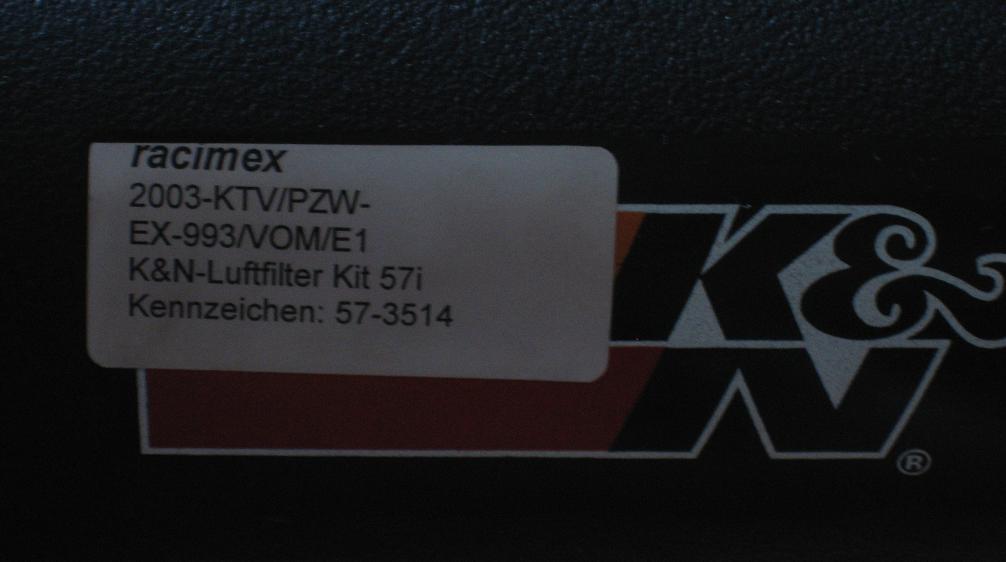 racimex
2003-KTV/PZW-
EX-993/VOM/E1
K&N-Luftfilter Kit 57i
Kennzeichen: 57-3514
K&
N®